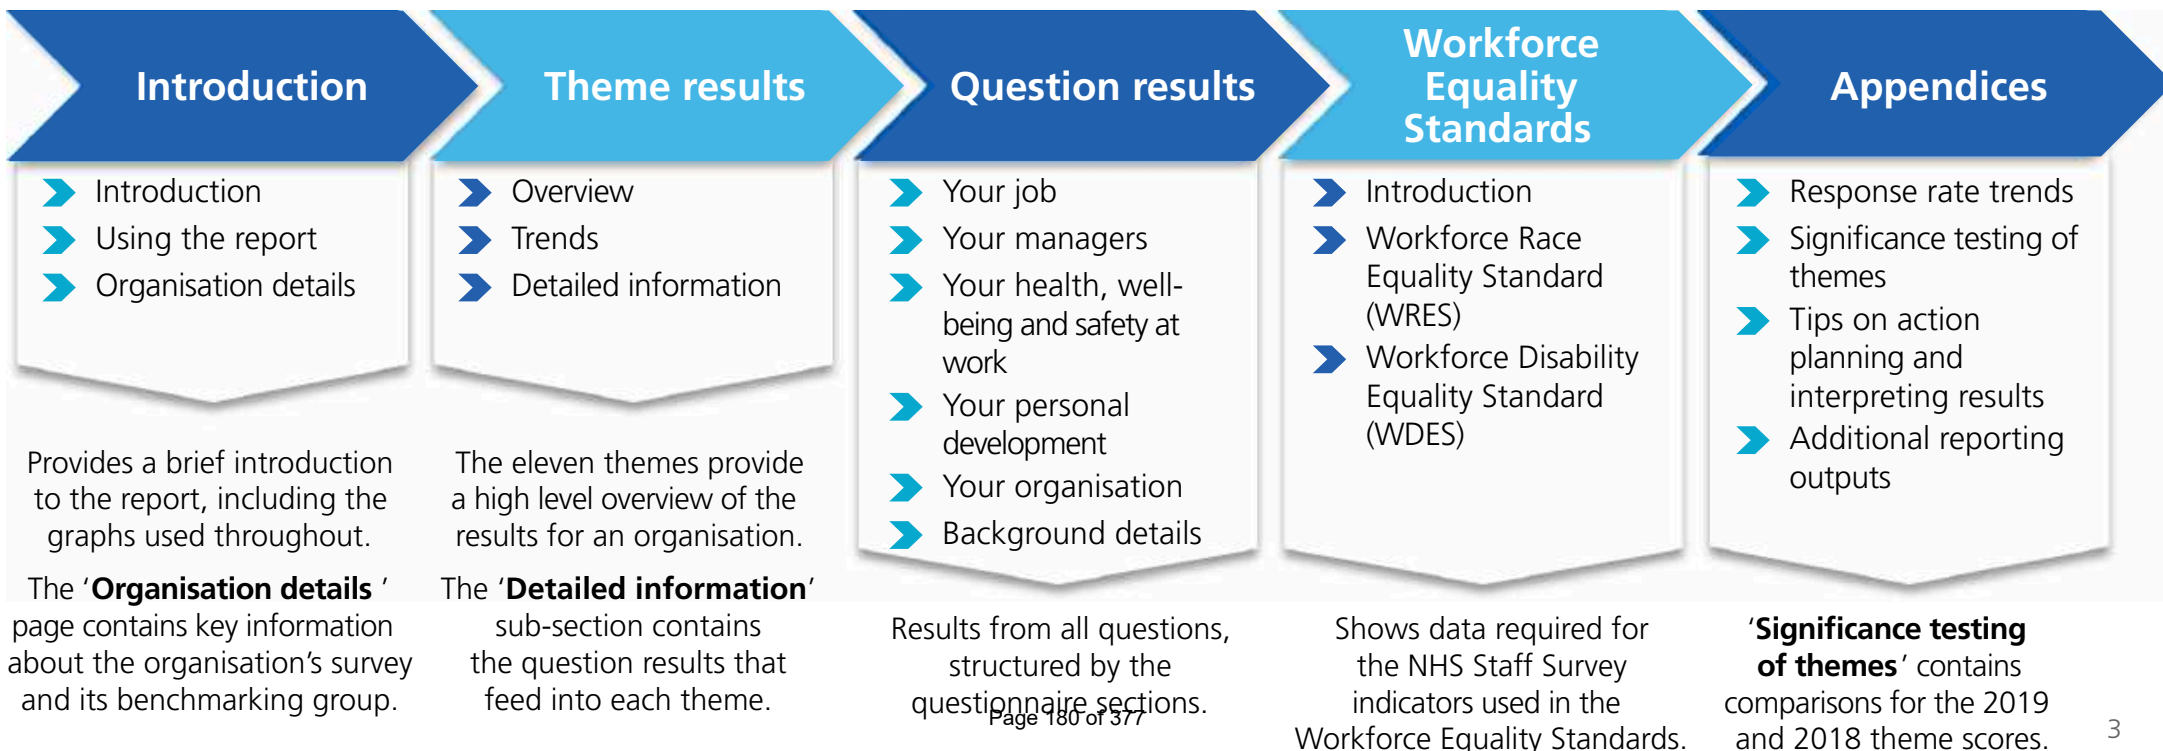 Introduction
Introduction
Using the report
Organisation details
Provides a brief introduction
to the report, including the
graphs used throughout.
The ‘Organisation details ’
page contains key information
about the organisation’s survey
and its benchmarking group.
Theme results
Overview
Trends
Detailed information
The eleven themes provide
a high level overview of the
results for an organisation.
The ‘Detailed information’
sub-section contains
the question results that
feed into each theme.
Question results
Your job
Your managers
Your health, well-
being and safety at
work
Your personal
development
Your organisation
Background details
Results from all questions,
structured by the
questionnaire sections.
Workforce
Equality
Standards
Introduction
Workforce Race
Equality Standard
(WRES)
Workforce Disability
Equality Standard
(WDES)
Shows data required for
the NHS Staff Survey
indicators used in the
Workforce Equality Standards.
Appendices
Response rate trends
Significance testing of
themes
Tips on action
planning and
interpreting results
Additional reporting
outputs
‘Significance testing
of themes’ contains
comparisons for the 2019
and 2018 theme scores.
Page 180 of 377
3